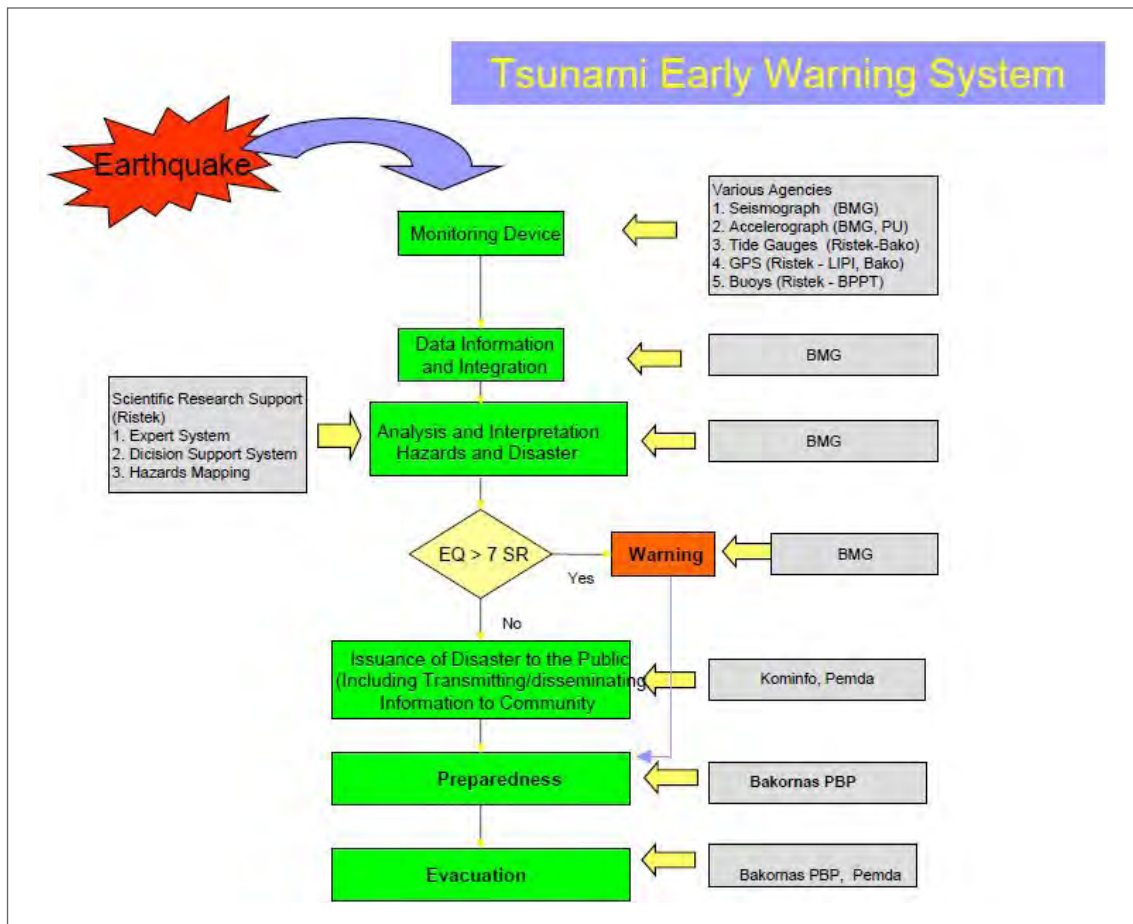 Tsunami Early Warning System
Earthquake
Monitoring Device
Various Agencies
1. Seismograph (BMG)
2. Accelerograph (BMG, PU)
3. Tide Gauges (Ristek-Bako)
4. GPS (Ristek - LIPI, Bako)
5. Buoys (Ristek - BPPT)
Data Information
and Integration
BMG
Scientific Research Support
(Ristek)
1. Expert System
2. Dicision Support System
3. Hazards Mapping
Analysis and Interpretation
Hazards and Disaster
BMG
EQ > 7 SR
Yes
Warning
BMG
No
Issuance of Disaster to the Public
(Including Transmitting/disseminating
Information to Community
Kominfo, Pemda
Preparedness
Bakornas PBP
Evacuation
Bakornas PBP, Pemda